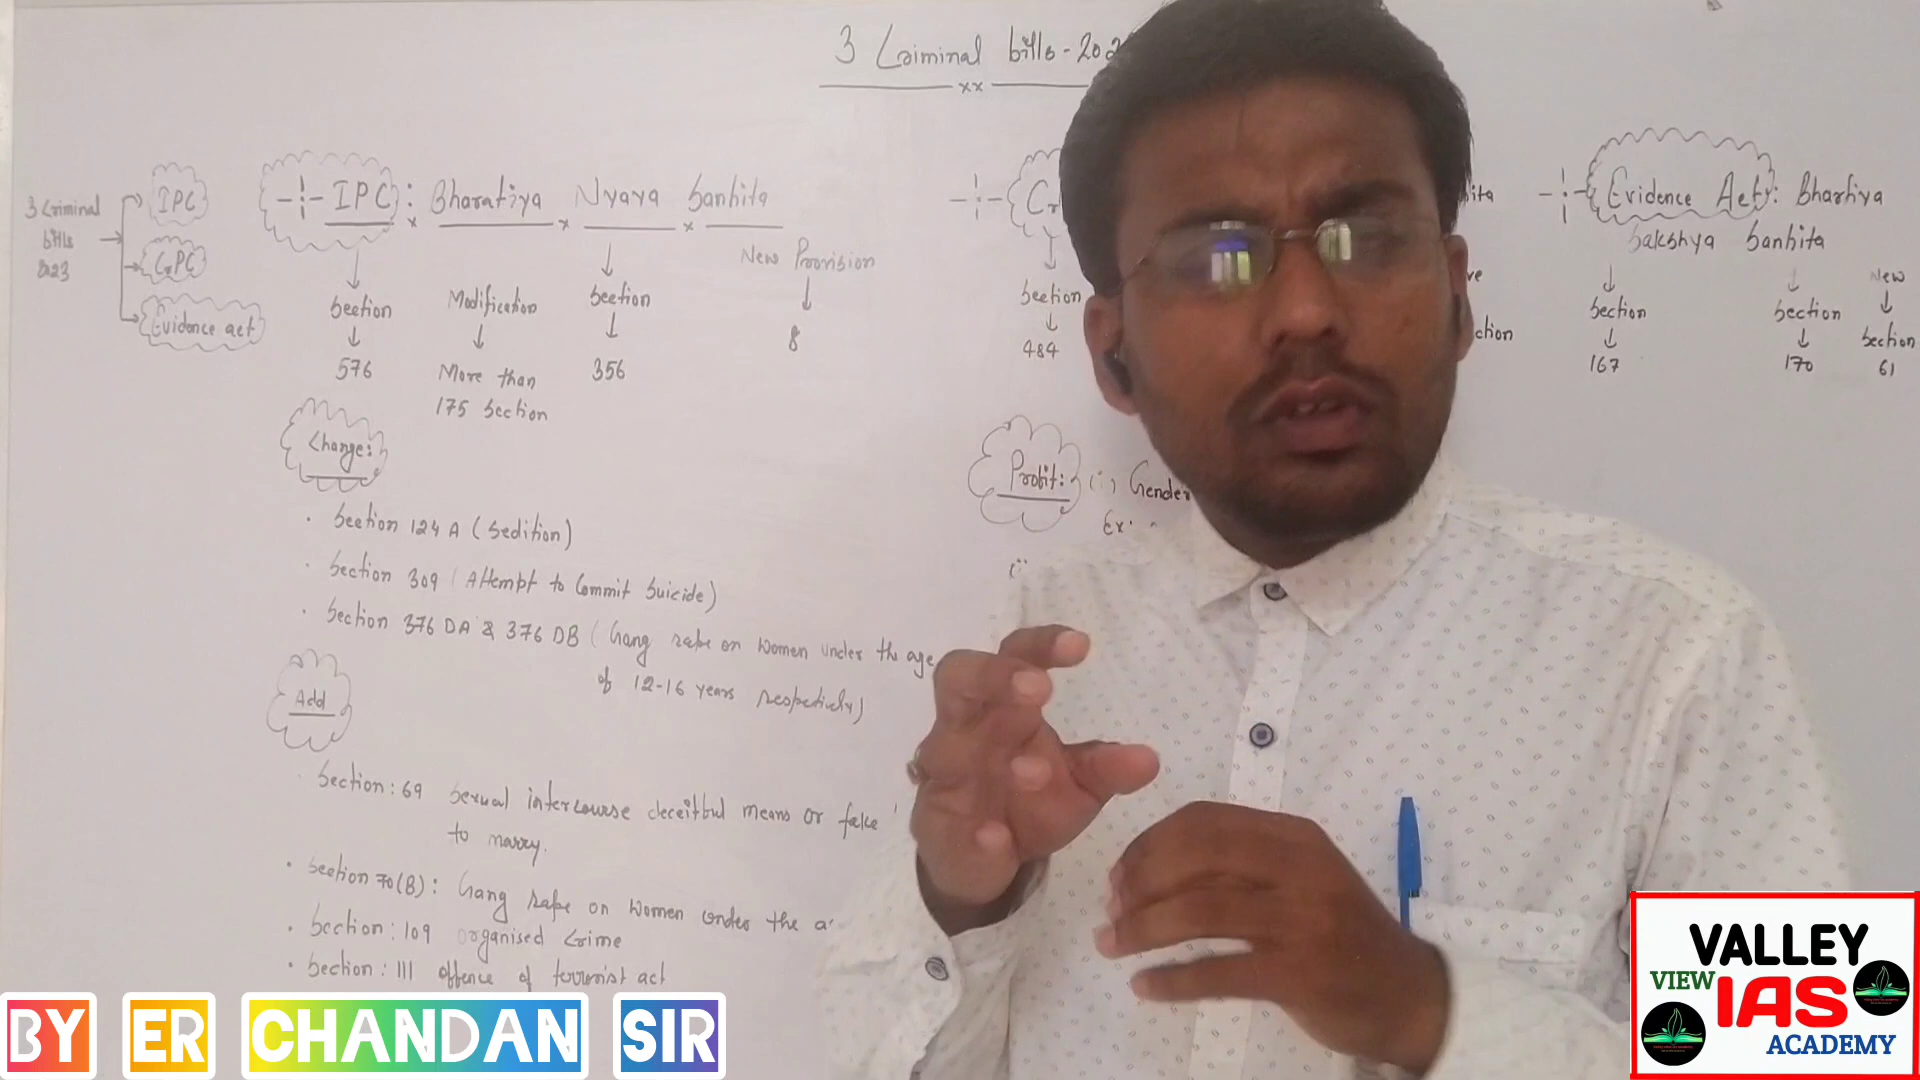 3 Criminal bills - 202
3 Criminal
bills
2023
IPC
CrPC
Evidence act
IPC : Bharatiya Nyaya Sanhita
Section
576
Modification
More than
175 Section
Section
356
New Provision
8
Change:
Section 124 A (Sedition)
Section 309 (Attempt to Commit Suicide)
Section 376 DA & 376 DB (Gang rape on women under the age
of 12-16 years respectively)
Add
Section : 69 Sexual intercourse deceitful means or fake
to marry.
Section 70(B) : Gang rape on women under the a
Section : 109 organised crime
Section : 111 offence of terrorist act
Cr
Section
484
hita
ction
Profit: (i) Gender
Ex:
(ii
Evidence Act : Bhartiya
Sakshya Sanhita
Section
167
Section
170
New
Section
61
BY ER CHANDAN SIR
VALLEY
VIEW IAS
ACADEMY